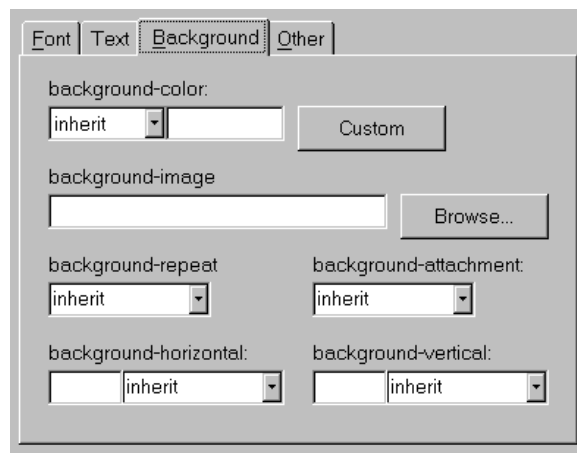 Font Text Background Other
background-color:
inherit Custom
background-image
Browse...
background-repeat background-attachment:
inherit inherit
background-horizontal: background-vertical:
inherit inherit